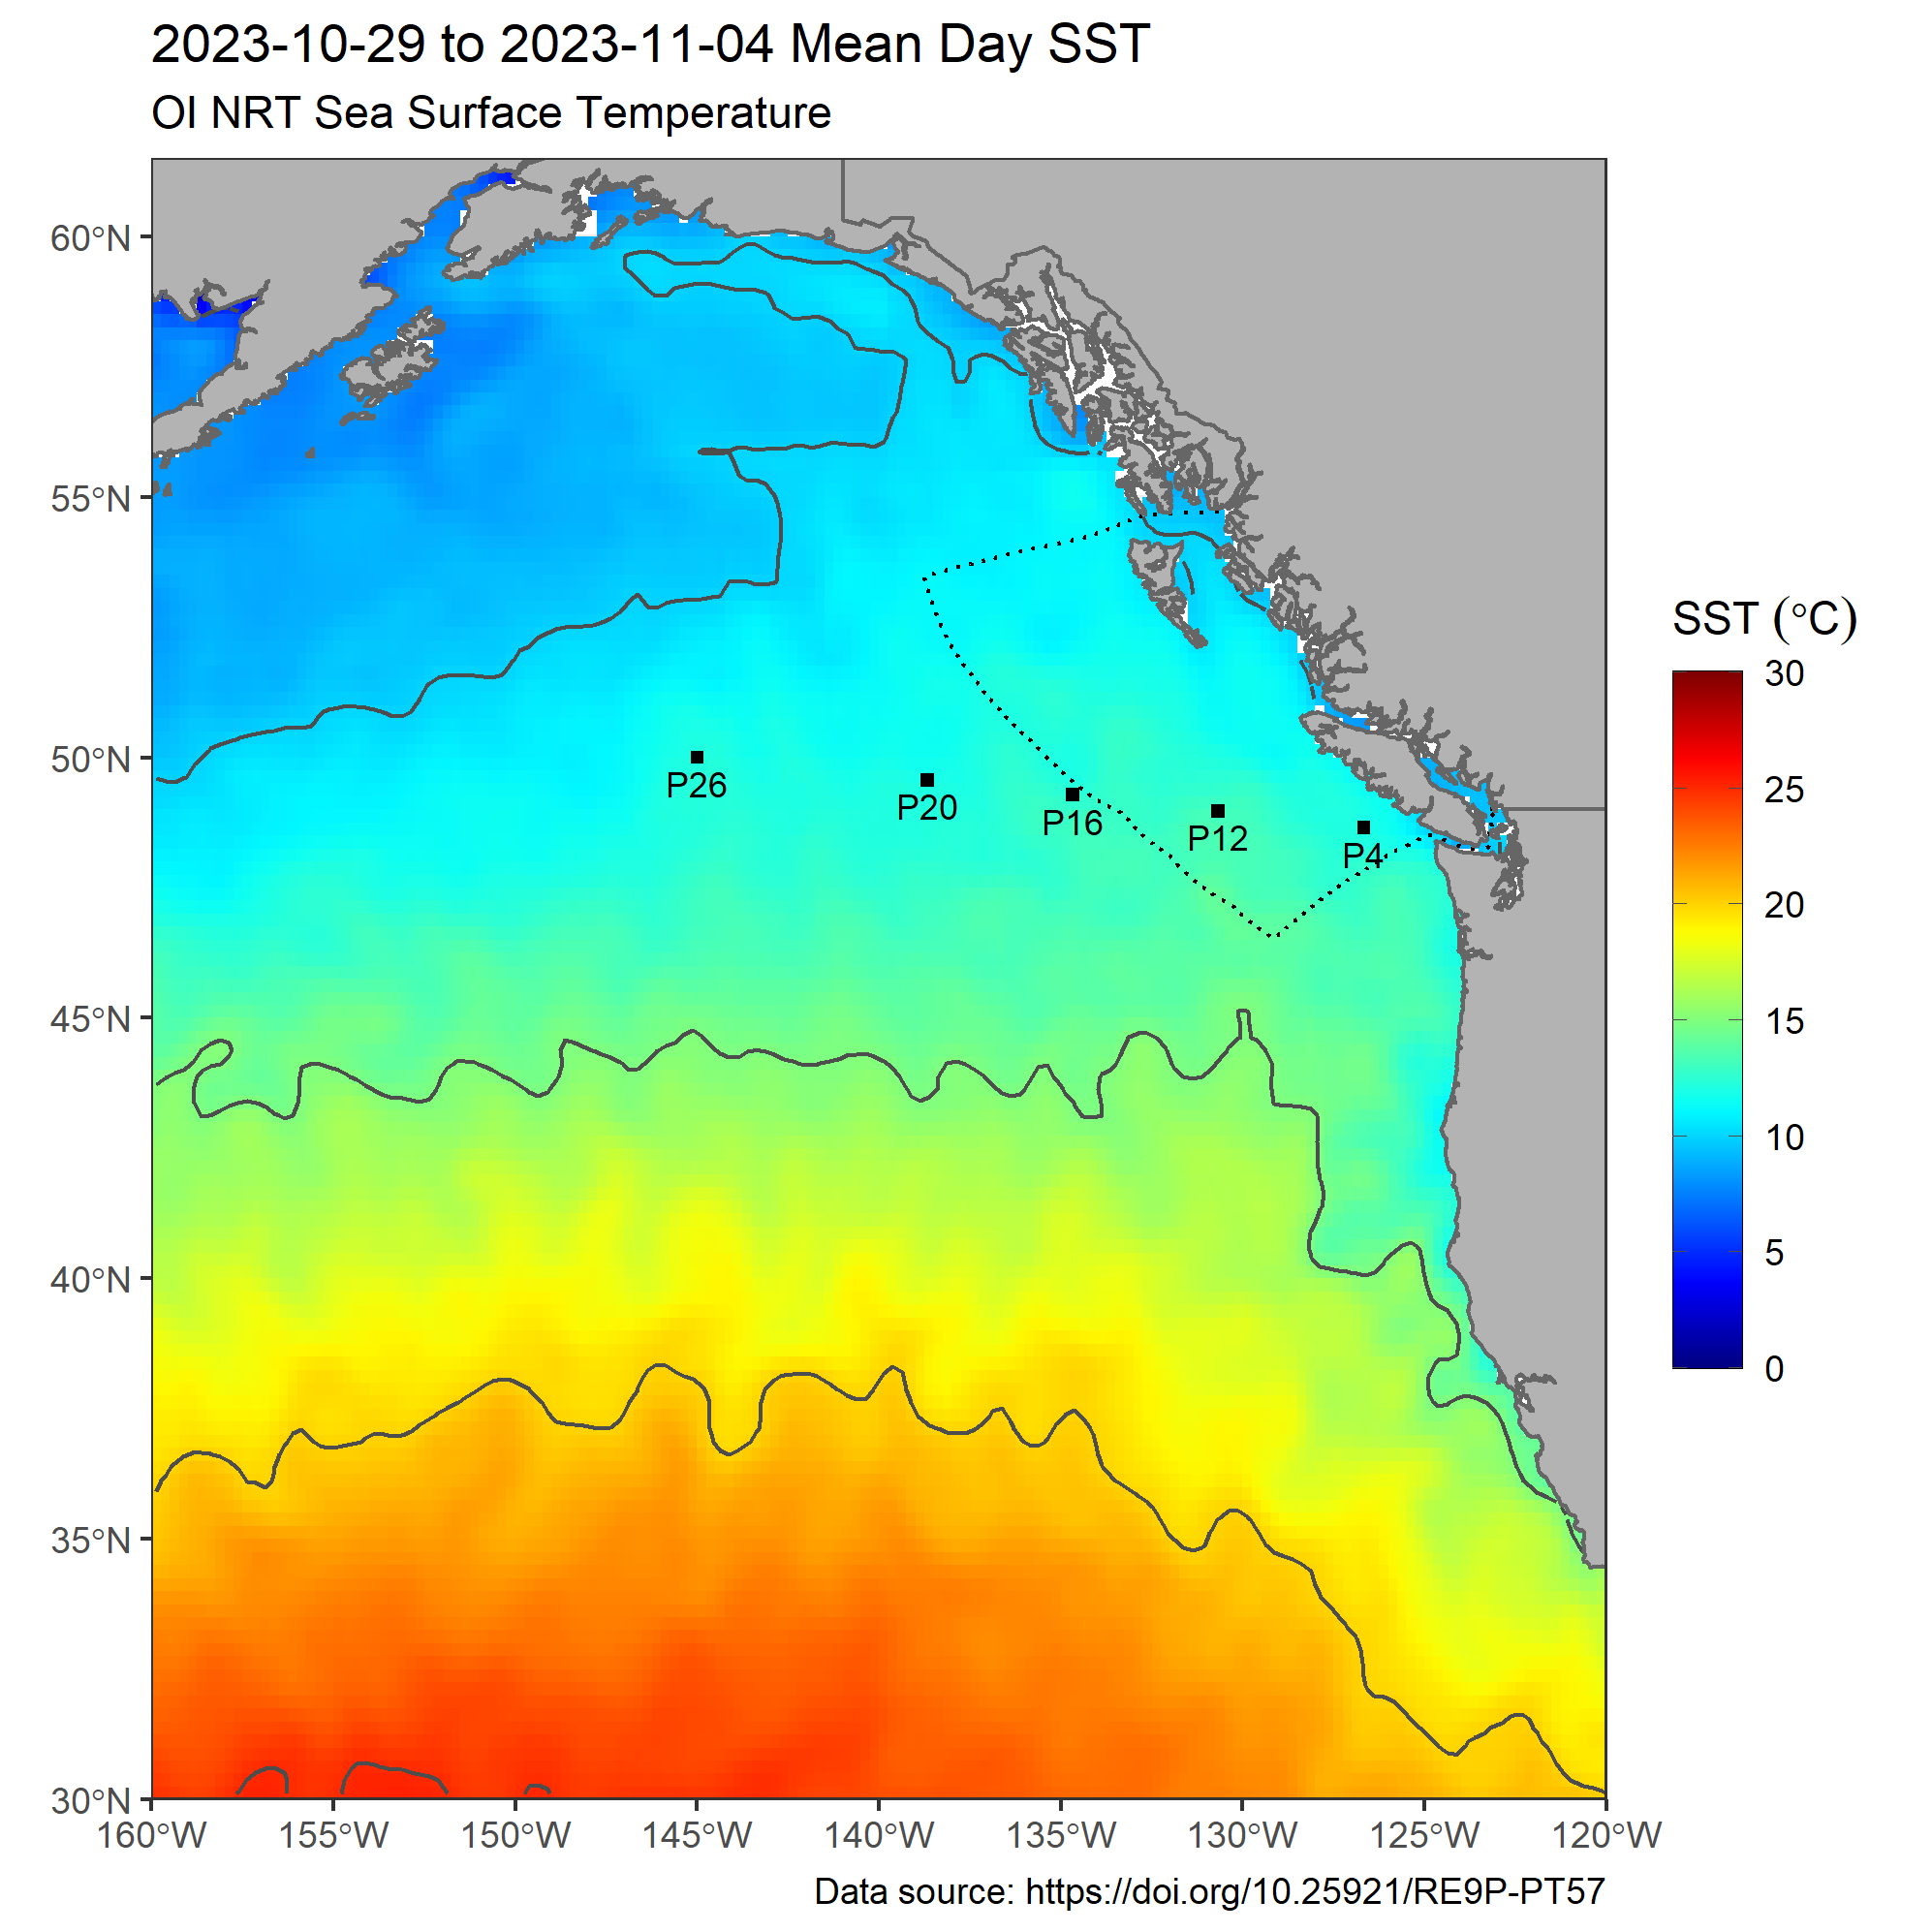 2023-10-29 to 2023-11-04 Mean Day SST
OI NRT Sea Surface Temperature
60°N
55°N
50°N
45°N
40°N
35°N
30°N
P26
P20
P16
P12
P4
SST (°C)
30
25
20
15
10
5
0
160°W
155°W
150°W
145°W
140°W
135°W
130°W
125°W
120°W
Data source: https://doi.org/10.25921/RE9P-PT57